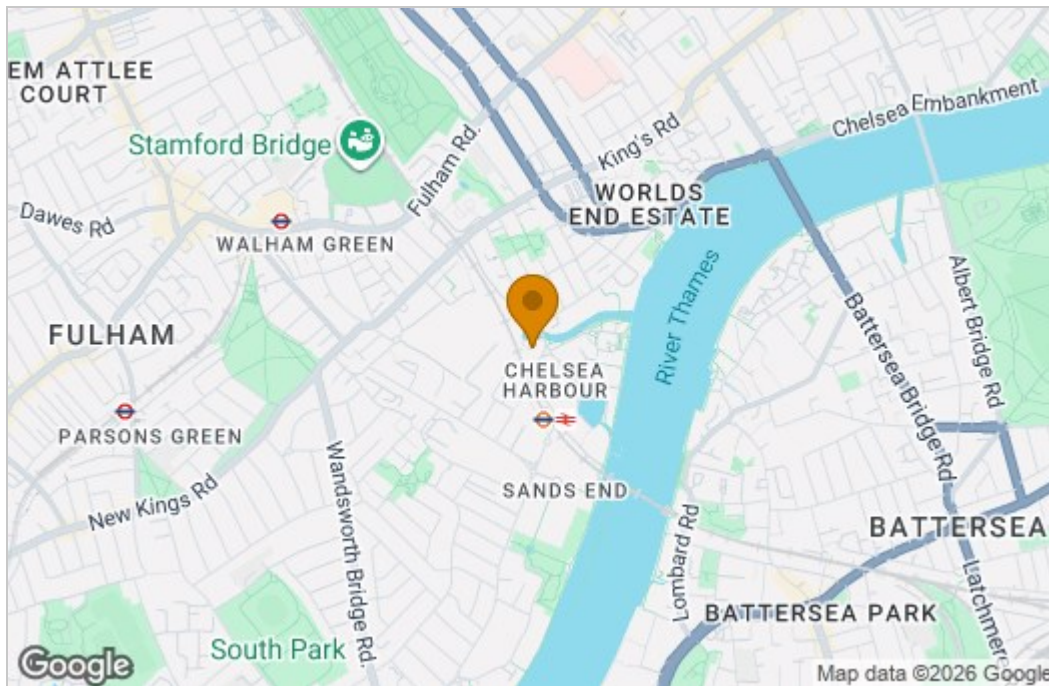 EM ATTLEE
COURT
Stamford Bridge
Fulham Rd.
King's Rd
Chelsea Embankment
WORLDS
END ESTATE
Dawes Rd
WALHAM GREEN
River Thames
Albert Bridge Rd
Battersea Bridge Rd
FULHAM
CHELSEA
HARBOUR
PARSONS GREEN
New Kings Rd
Wandsworth Bridge Rd.
SANDS END
Lombard Rd
BATTERSEA
Latchmere
BATTERSEA PARK
South Park
Google
Map data ©2026 Google